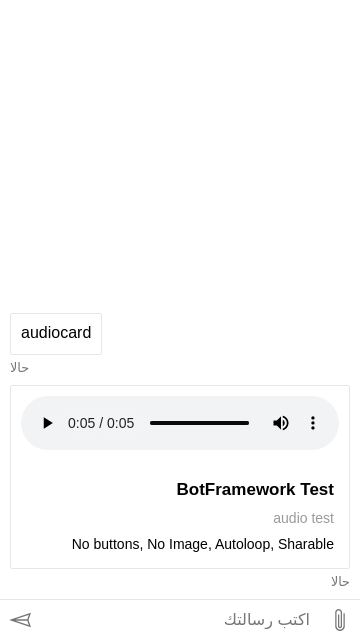 audiocard
حالا
0:05 / 0:05
BotFramework Test
audio test
No buttons, No Image, Autoloop, Sharable
حالا
اكتب رسالتك